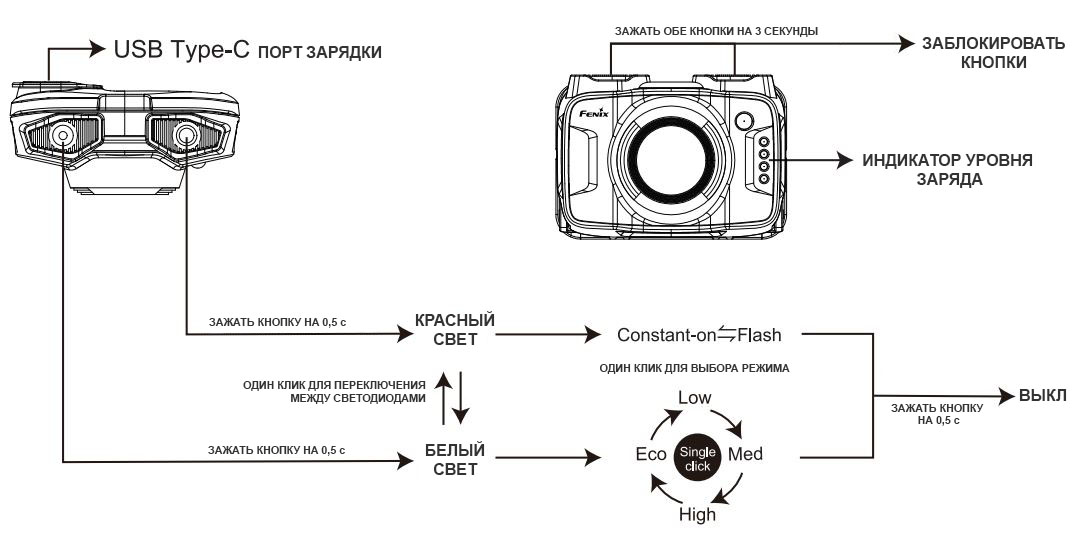 USB Type-C ПОРТ ЗАРЯДКИ
ЗАЖАТЬ ОБЕ КНОПКИ НА 3 СЕКУНДЫ
ЗАБЛОКИРОВАТЬ
КНОПКИ
FENIX
ИНДИКАТОР УРОВНЯ
ЗАРЯДА
ЗАЖАТЬ КНОПКУ НА 0,5 с
КРАСНЫЙ
СВЕТ
Constant-on⇆Flash
ОДИН КЛИК ДЛЯ ВЫБОРА РЕЖИМА
ОДИН КЛИК ДЛЯ ПЕРЕКЛЮЧЕНИЯ
МЕЖДУ СВЕТОДИОДАМИ
ВЫКЛ
ЗАЖАТЬ КНОПКУ
НА 0,5 с
ЗАЖАТЬ КНОПКУ НА 0,5 с
БЕЛЫЙ
СВЕТ
Low
Eco
Single
click
Med
High